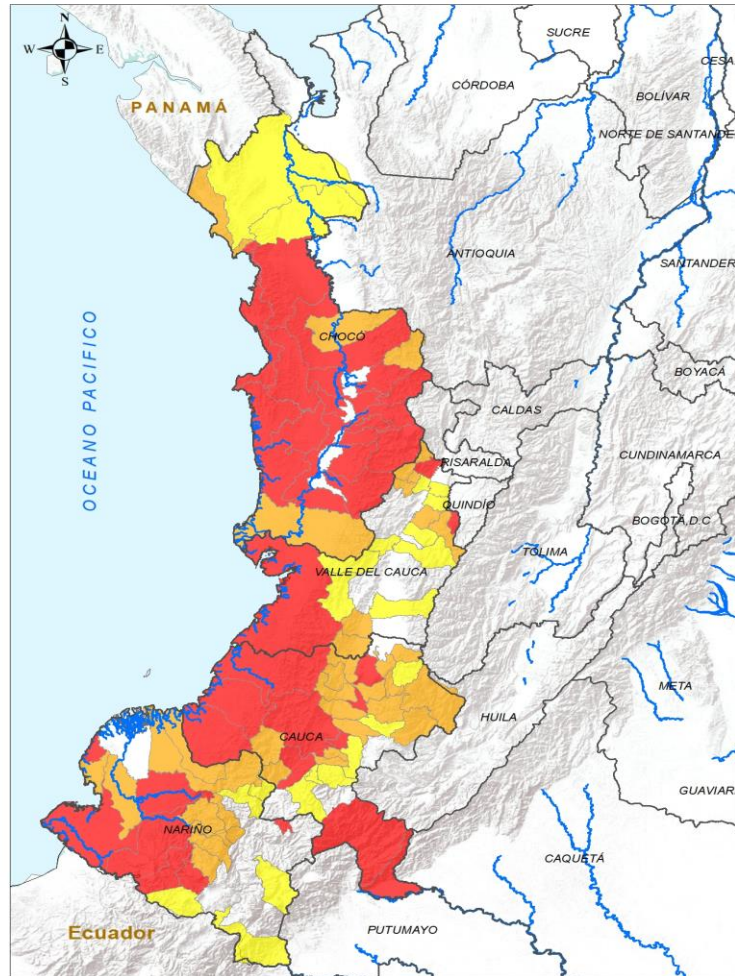 N
W E
S
SUCRE
CESA
CÓRDOBA
BOLÍVAR
PANAMÁ
NORTE DE SANTANDE
ANTIOQUIA
SANTANDER
OCEANO PACIFICO
CHOCÓ
BOYACÁ
CALDAS
CUNDINAMARCA
RISARALDA
QUINDÍO
BOGOTÁ, D.C
TOLIMA
VALLE DEL CAUCA
META
HUILA
CAUCA
GUAVIARE
NARIÑO
CAQUETÁ
Ecuador
PUTUMAYO